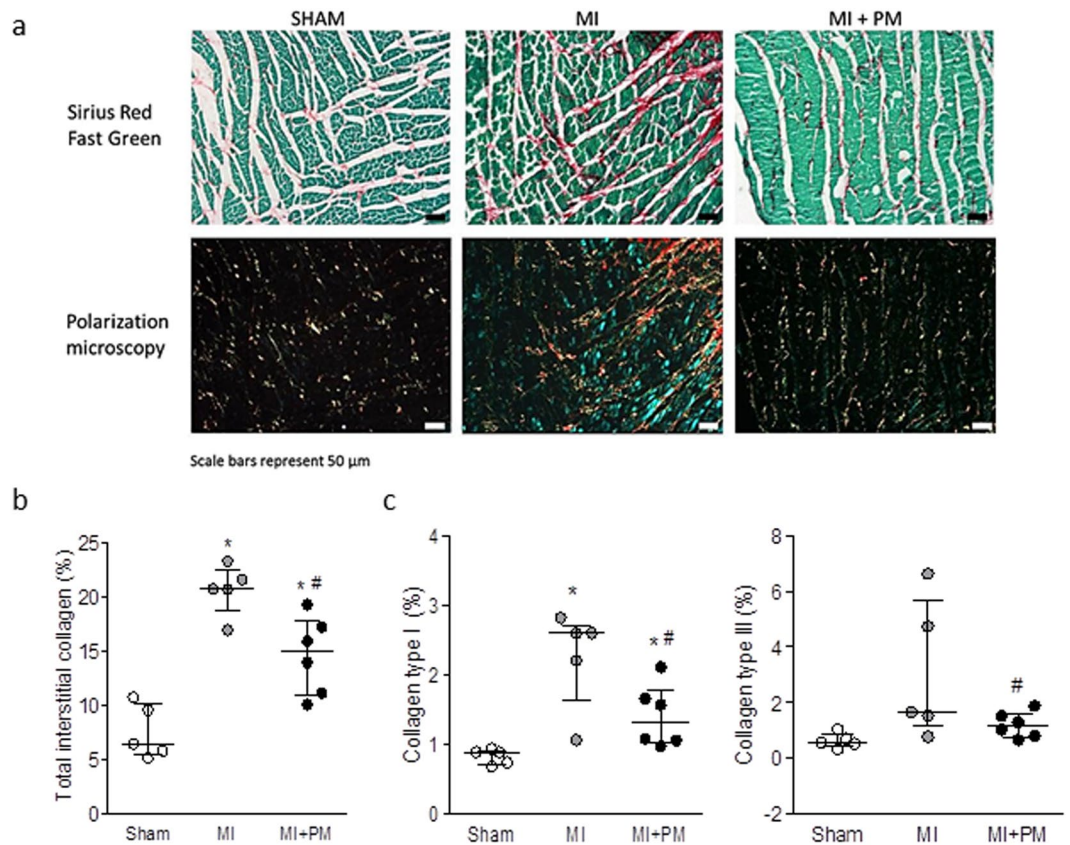 a
SHAM MI MI + PM
Sirius Red
Fast Green
Polarization
microscopy
Scale bars represent 50 µm
b
c
Total interstitial collagen (%)
25
20
15
10
5
0
*
* #
Sham MI MI+PM
Collagen type I (%)
4
3
2
1
0
*
* #
Sham MI MI+PM
Collagen type III (%)
8
6
4
2
0
-2
#
Sham MI MI+PM